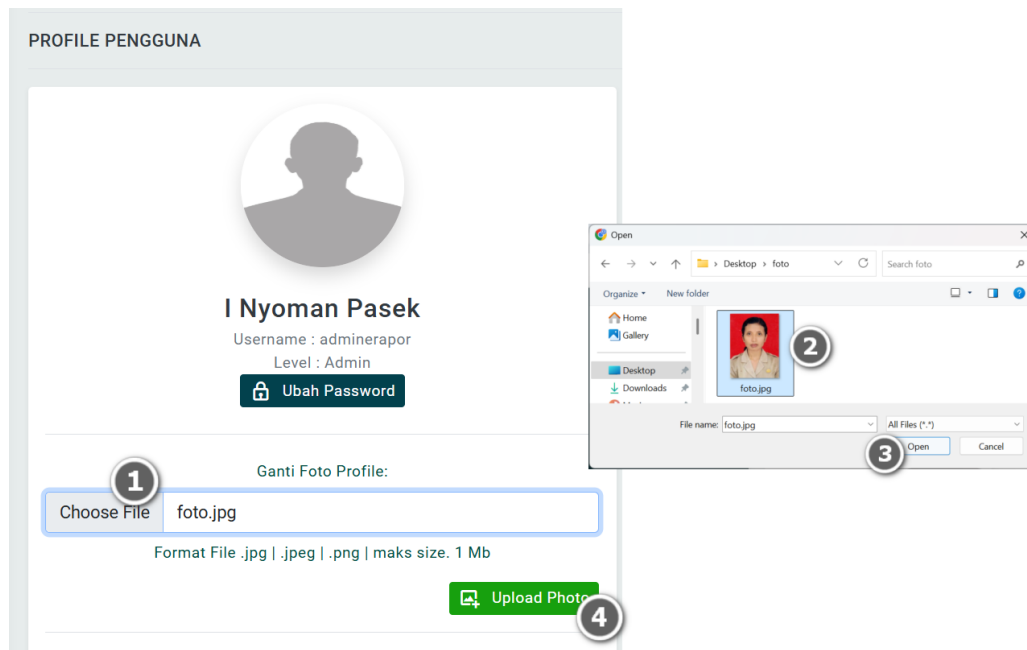 PROFILE PENGGUNA
I Nyoman Pasek
Username : adminerapor
Level : Admin
Ubah Password
Ganti Foto Profile:
1
Choose File foto.jpg
Format File .jpg | .jpeg | .png | maks size. 1 Mb
Upload Photo
4
Open
Desktop > foto
Search foto
Organize
New folder
Home
Gallery
Desktop
Downloads
2
foto.jpg
File name: foto.jpg
All Files (*.*)
3
Open
Cancel